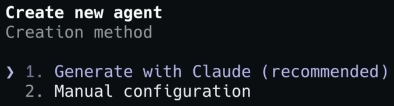 Create new agent
Creation method
❯ 1. Generate with Claude (recommended)
2. Manual configuration